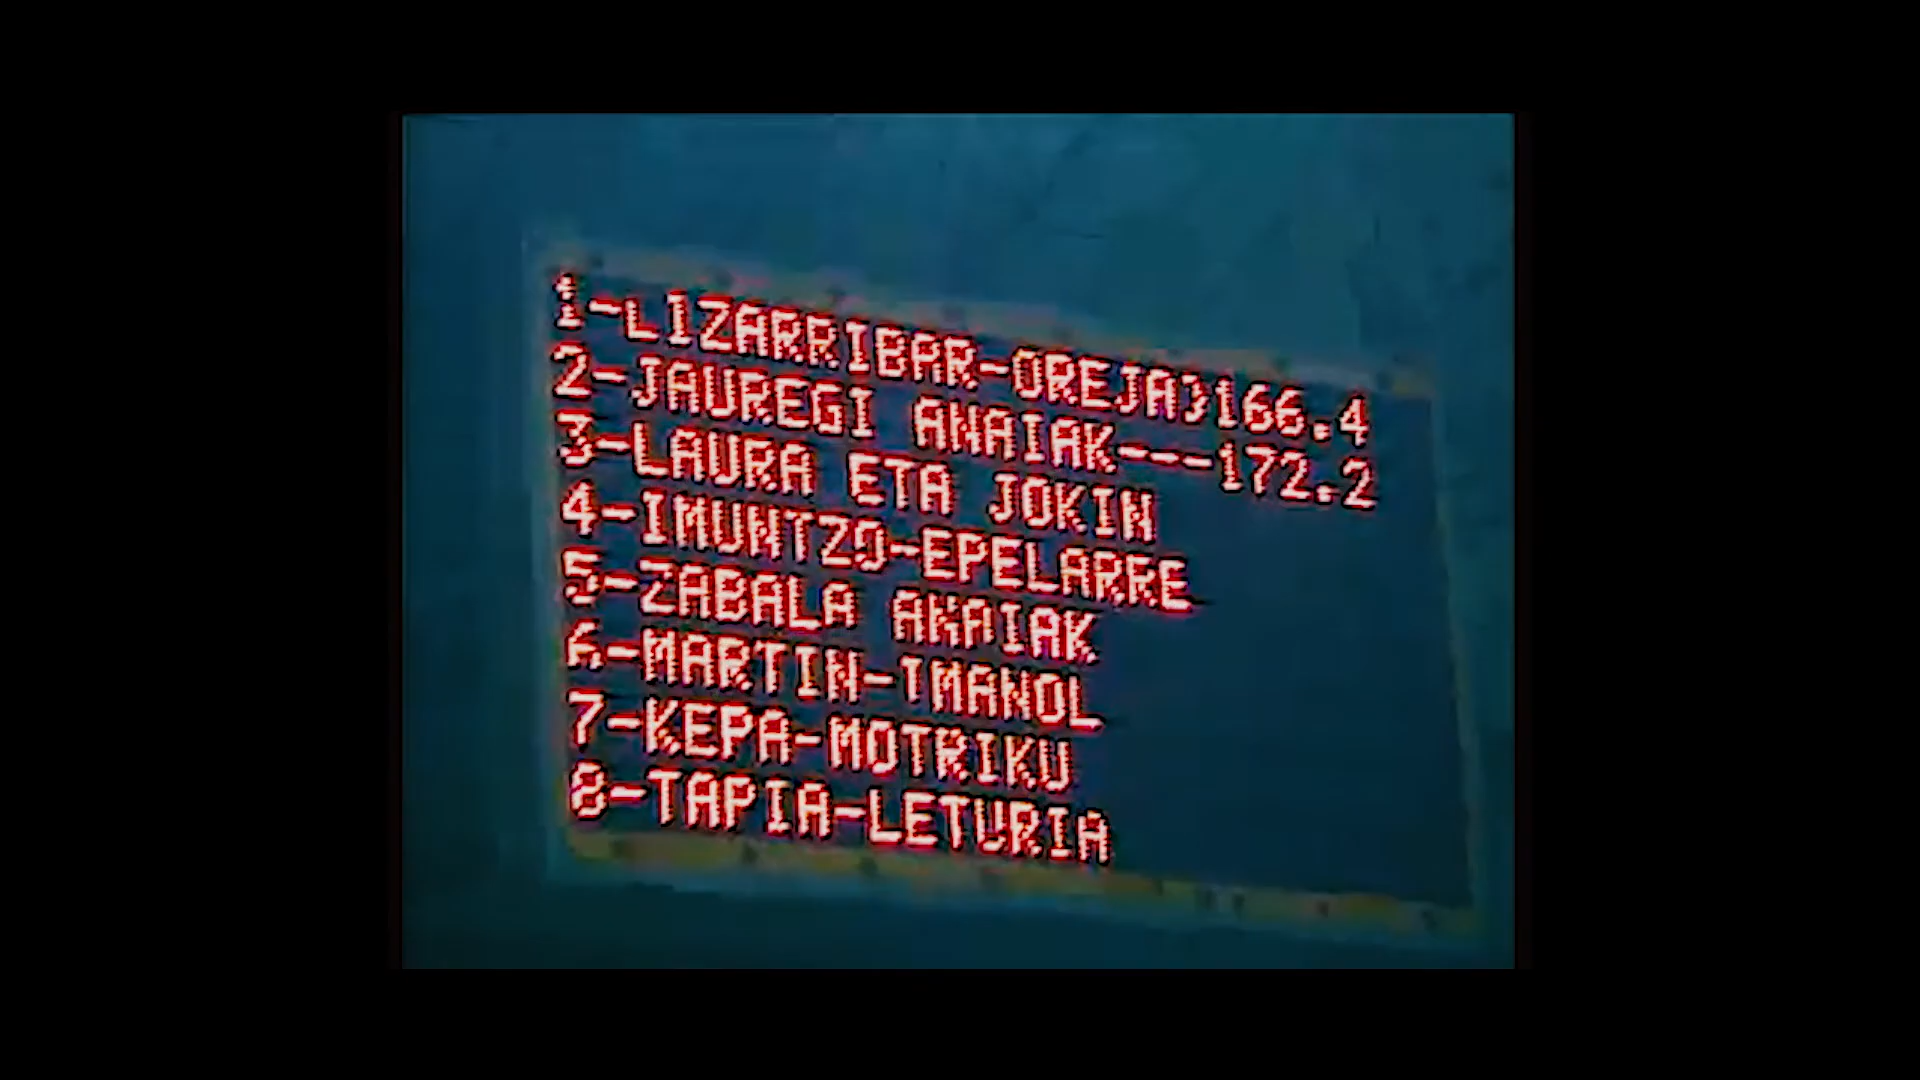 1-LIZARRIBAR-OREJA}166.4
2-JAUREGI ANAIAK---172.2
3-LAURA ETA JOKIN
4-IMUNTZO-EPELARRE
5-ZABALA ANAIAK
6-MARTIN-IMANOL
7-KEPA-MOTRIKU
8-TAPIA-LETURIA